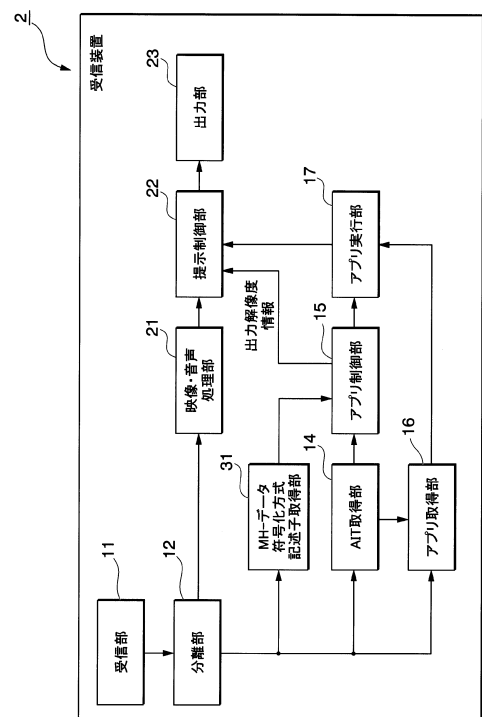 2
受信装置
11
受信部
12
分離部
21
映像・音声
処理部
22
提示制御部
23
出力部
出力解像度
情報
31
MH-データ
符号化方式
記述子取得部
14
AIT取得部
15
アプリ制御部
16
アプリ取得部
17
アプリ実行部